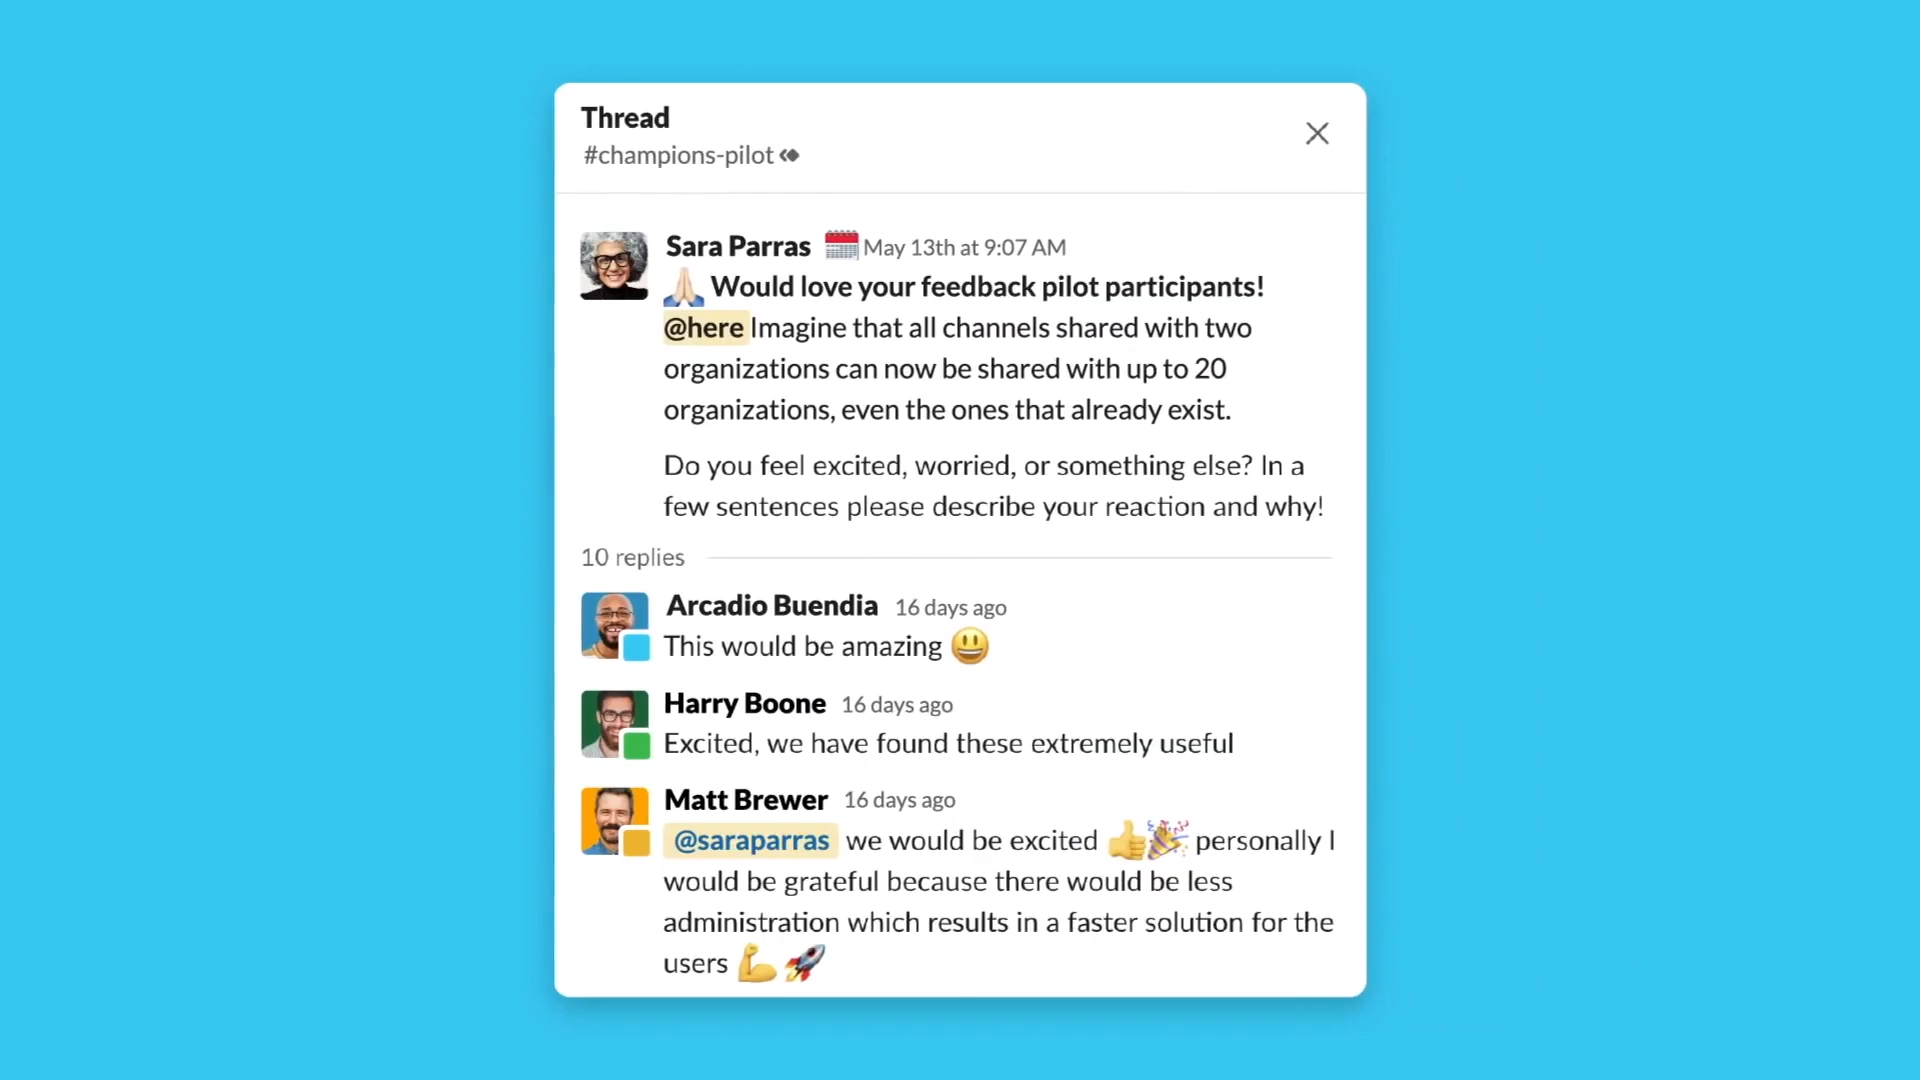 Thread
#champions-pilot
Sara Parras May 13th at 9:07 AM
Would love your feedback pilot participants!
@here Imagine that all channels shared with two
organizations can now be shared with up to 20
organizations, even the ones that already exist.
Do you feel excited, worried, or something else? In a
few sentences please describe your reaction and why!
10 replies
Arcadio Buendia 16 days ago
This would be amazing 😃
Harry Boone 16 days ago
Excited, we have found these extremely useful
Matt Brewer 16 days ago
@saraparras we would be excited 👍🎉 personally I
would be grateful because there would be less
administration which results in a faster solution for the
users 💪🚀